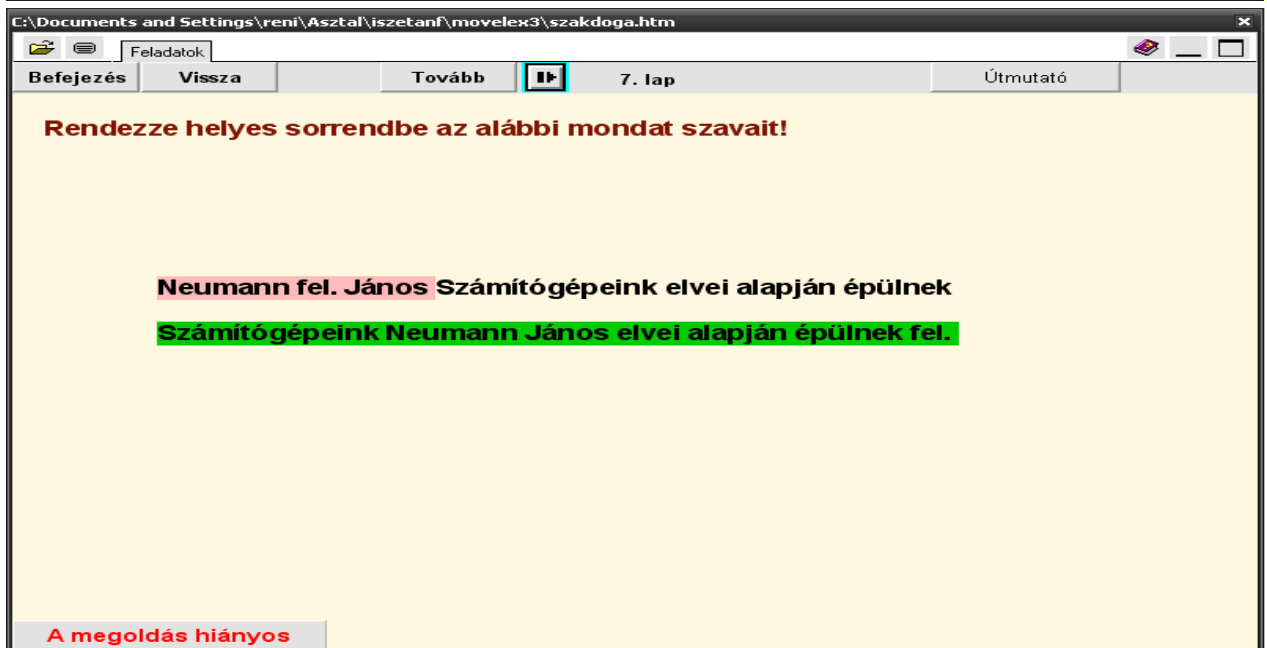 C:\Documents and Settings\reni\Asztal\iszetanf\movelex3\szakdoga.htm
Feladatok
Befejezés Vissza Tovább 7. lap Útmutató
Rendezze helyes sorrendbe az alábbi mondat szavait!
Neumann fel. János Számítógépeink elvei alapján épülnek
Számítógépeink Neumann János elvei alapján épülnek fel.
A megoldás hiányos